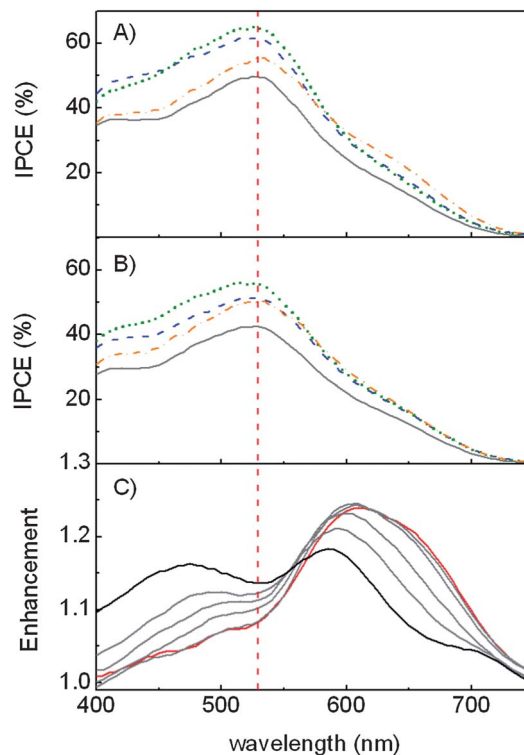 A)
60
40
20
IPCE (%)
B)
60
40
20
IPCE (%)
1.3
C)
1.2
1.1
1.0
Enhancement
400 500 600 700
wavelength (nm)